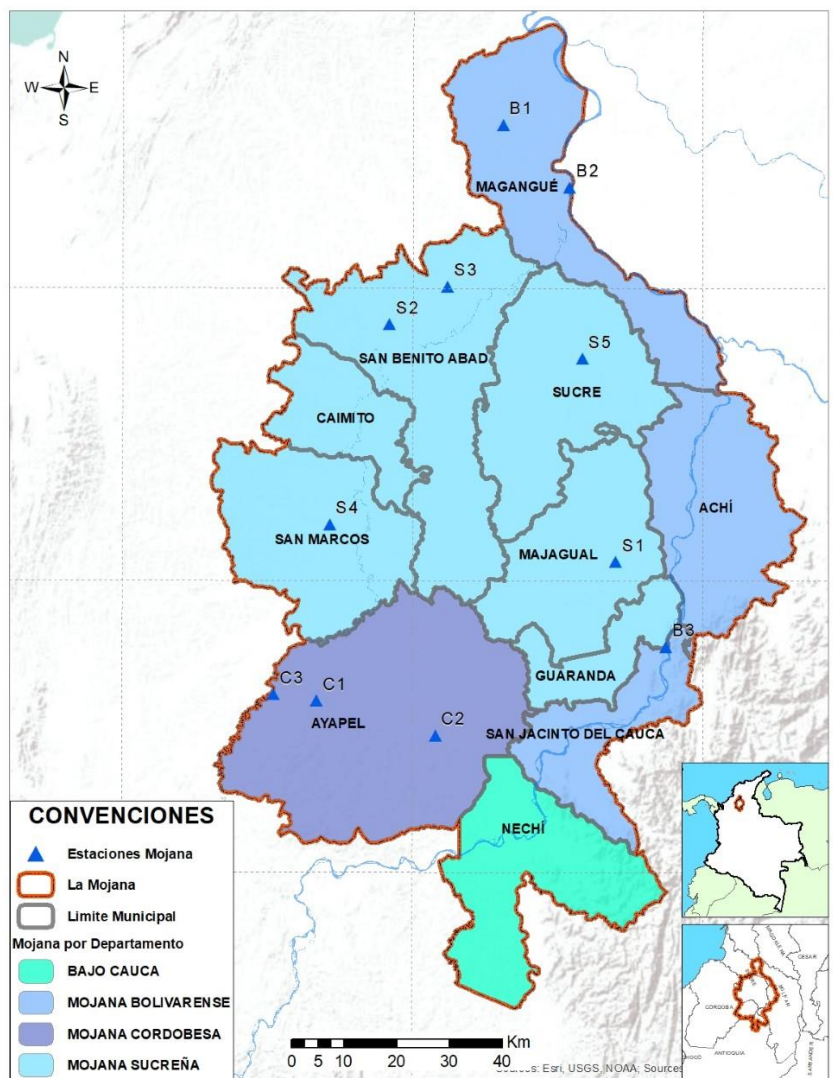 N
W E
S
B1
B2
MAGANGUÉ
S3
S2
SAN BENITO ABAD
S5
SUCRE
CAIMITO
ACHÍ
S4
SAN MARCOS
MAJAGUAL
S1
B3
GUARANDA
C3
C1
AYAPEL
C2
SAN JACINTO DEL CAUCA
NECHÍ
CONVENCIONES
Estaciones Mojana
La Mojana
Limite Municipal
Mojana por Departamento
BAJO CAUCA
MOJANA BOLIVARENSE
MOJANA CORDOBESA
MOJANA SUCREÑA
Km
0 5 10 20 30 40
Sources: Esri, USGS, NOAA; Sources
CESAR
CORDOBA
ANTIOQUIA